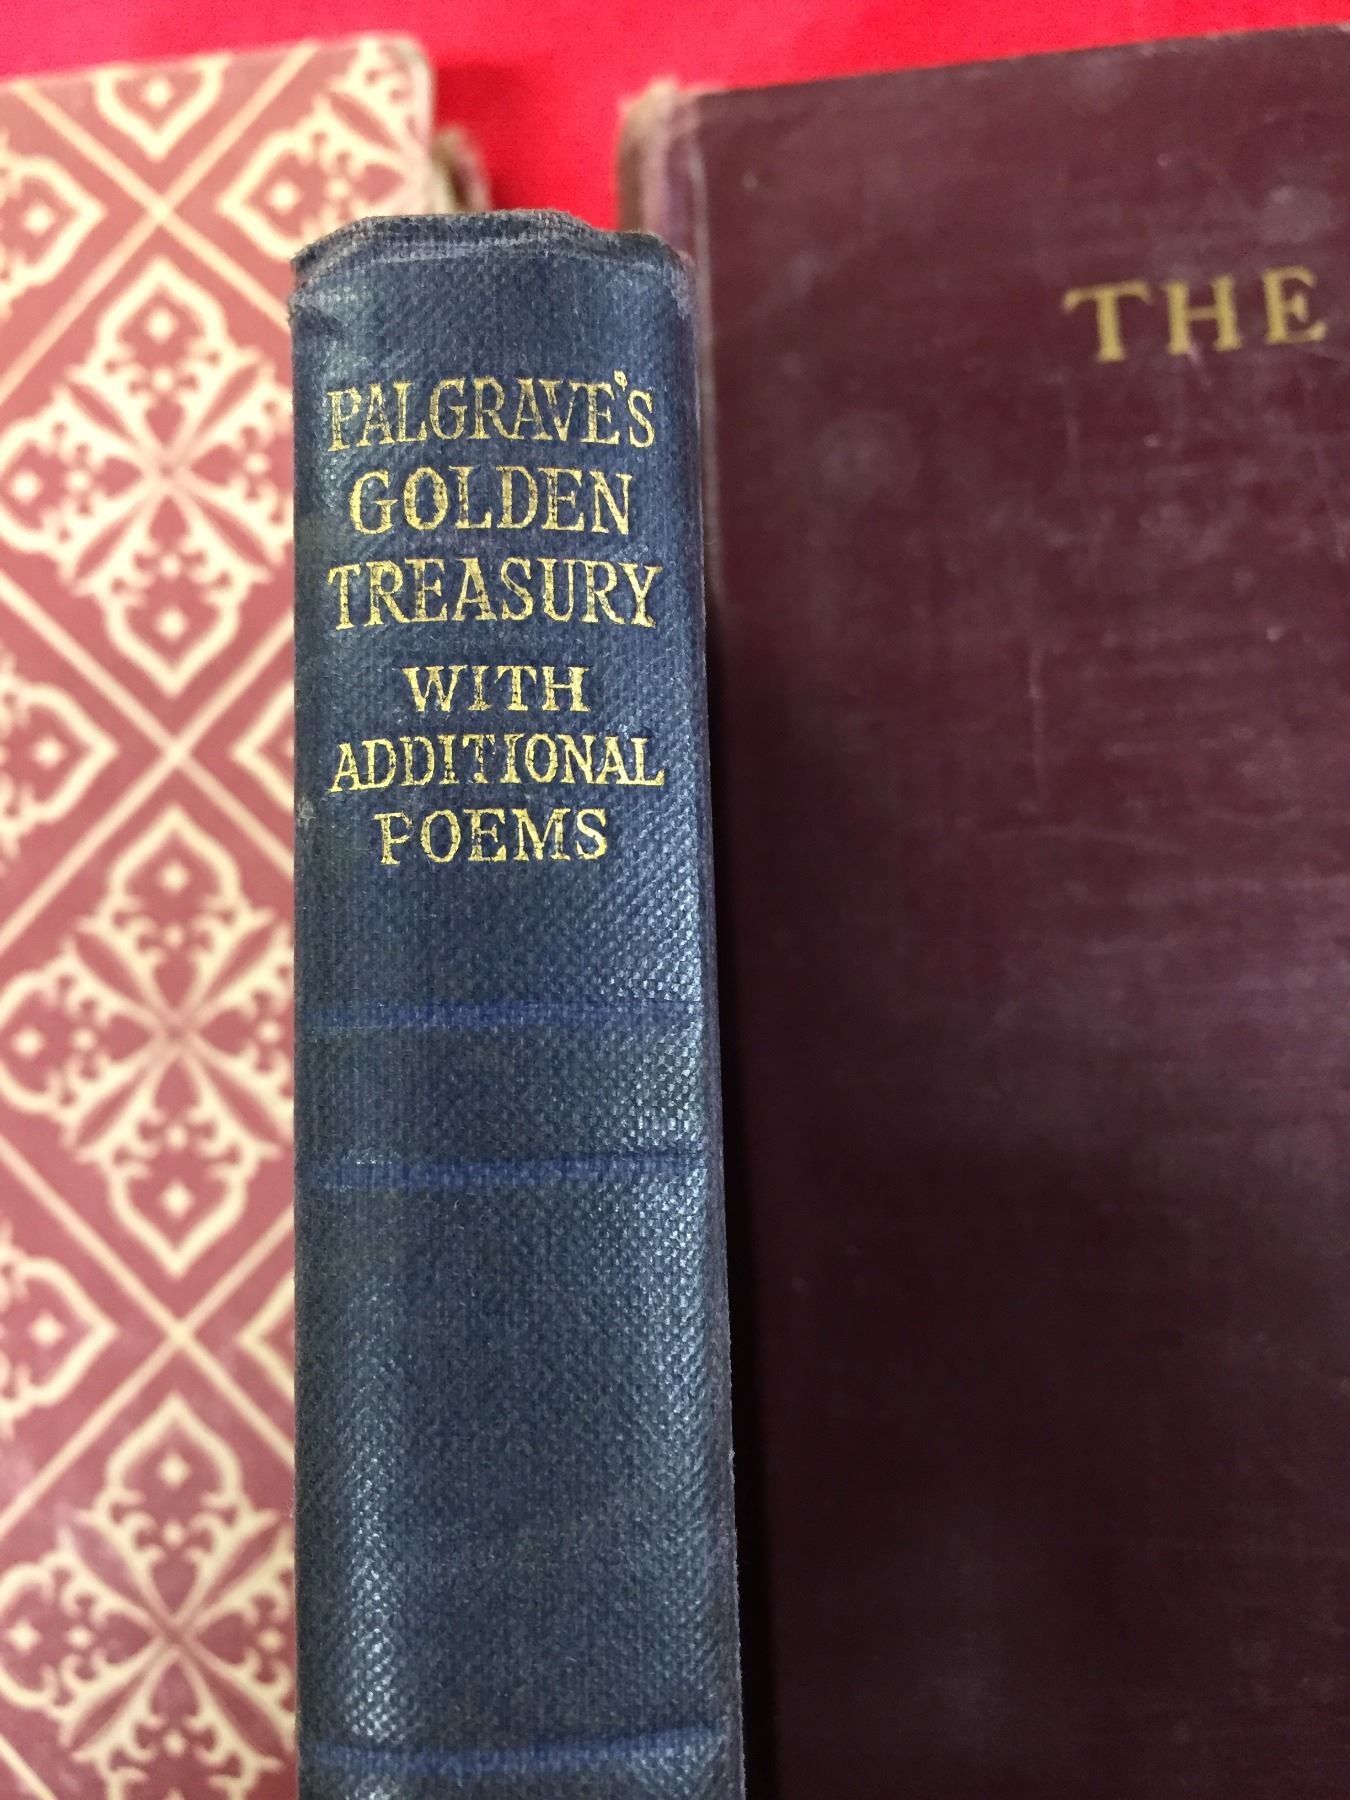 PALGRAVE'S
GOLDEN
TREASURY
WITH
ADDITIONAL
POEMS
THE